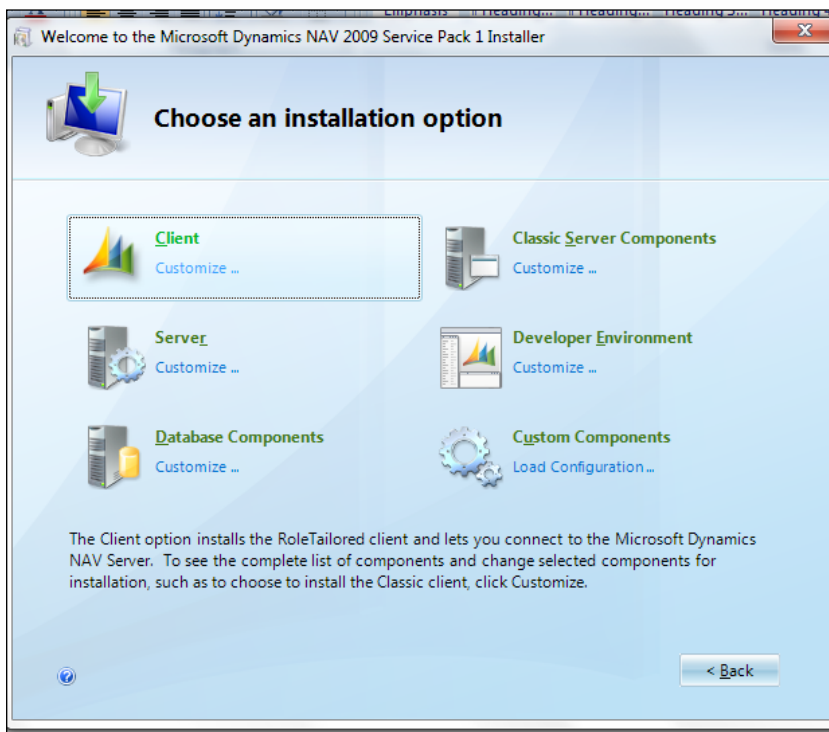 Welcome to the Microsoft Dynamics NAV 2009 Service Pack 1 Installer
Choose an installation option
Client
Customize ...
Classic Server Components
Customize ...
Server
Customize ...
Developer Environment
Customize ...
Database Components
Customize ...
Custom Components
Load Configuration ...
The Client option installs the RoleTailored client and lets you connect to the Microsoft Dynamics
NAV Server. To see the complete list of components and change selected components for
installation, such as to choose to install the Classic client, click Customize.
< Back